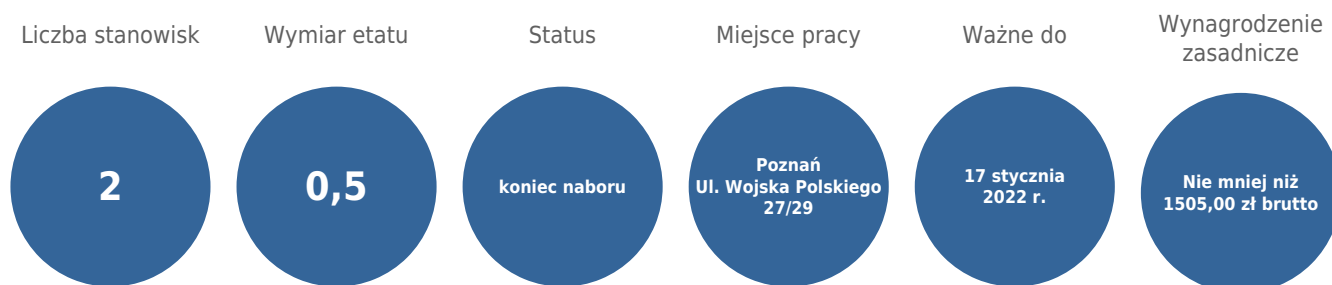 Liczba stanowisk
2
Wymiar etatu
0,5
Status
koniec naboru
Miejsce pracy
Poznań
Ul. Wojska Polskiego
27/29
Ważne do
17 stycznia
2022 r.
Wynagrodzenie
zasadnicze
Nie mniej niż
1505,00 zł brutto